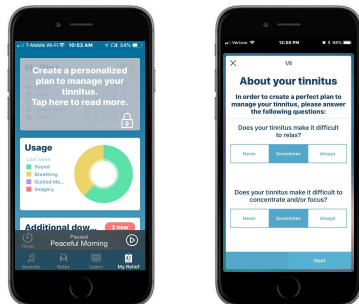 T-Mobile Wi-Fi 10:53 AM 58%
Create a personalized
plan to manage your
tinnitus.
Tap here to read more.
Usage
Last week
Sound
Breathing
Guided Me...
Imagery
Additional dow...
2 new
Timer
Paused
Peaceful Morning
Sounds
Relax
Learn
My Relief
Verizon 12:00 PM
1/6
About your tinnitus
In order to create a perfect plan to
manage your tinnitus, please answer
the following questions:
Does your tinnitus make it difficult
to relax?
Never Sometimes Always
Does your tinnitus make it difficult to
concentrate and/or focus?
Never Sometimes Always
Next